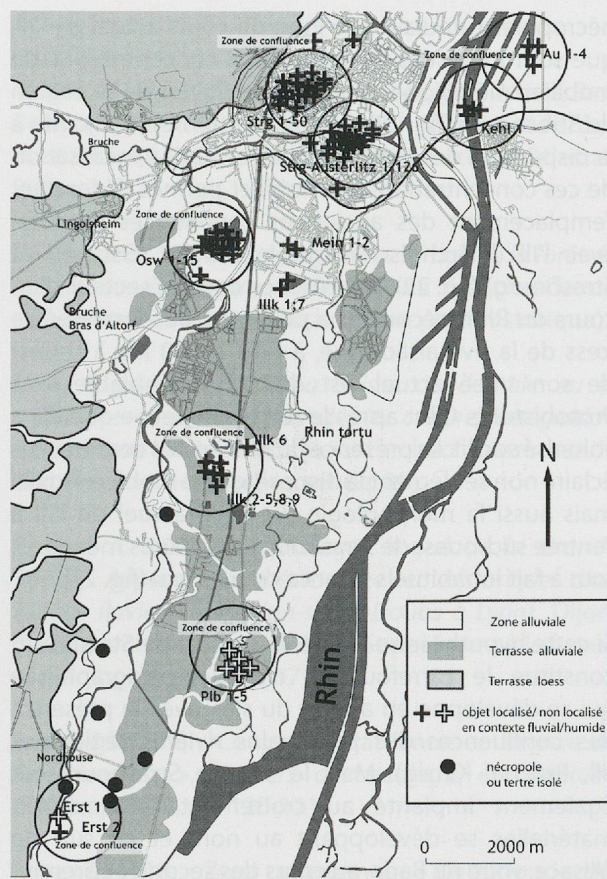 Zone de confluence
Zone de confluence ?
Au 1-4
Strg 1-50
Kehl 1
Bruche
Strg-Austerlitz 1-126
Zone de confluence
Lingolsheim
Osw 1-15
Mein 1-2
Illk 1;7
Bruche
Bras d'Altorf
Zone de confluence
Illk 6
Rhin tortu
Illk 2-5,8,9
N
Zone de confluence ?
Plb 1-5
Rhin
Nordhouse
Erst 1
Erst 2
Zone de confluence
Zone alluviale
Terrasse alluviale
Terrasse loess
objet localisé/ non localisé
en contexte fluvial/humide
nécropole
ou tertre isolé
0 2000 m